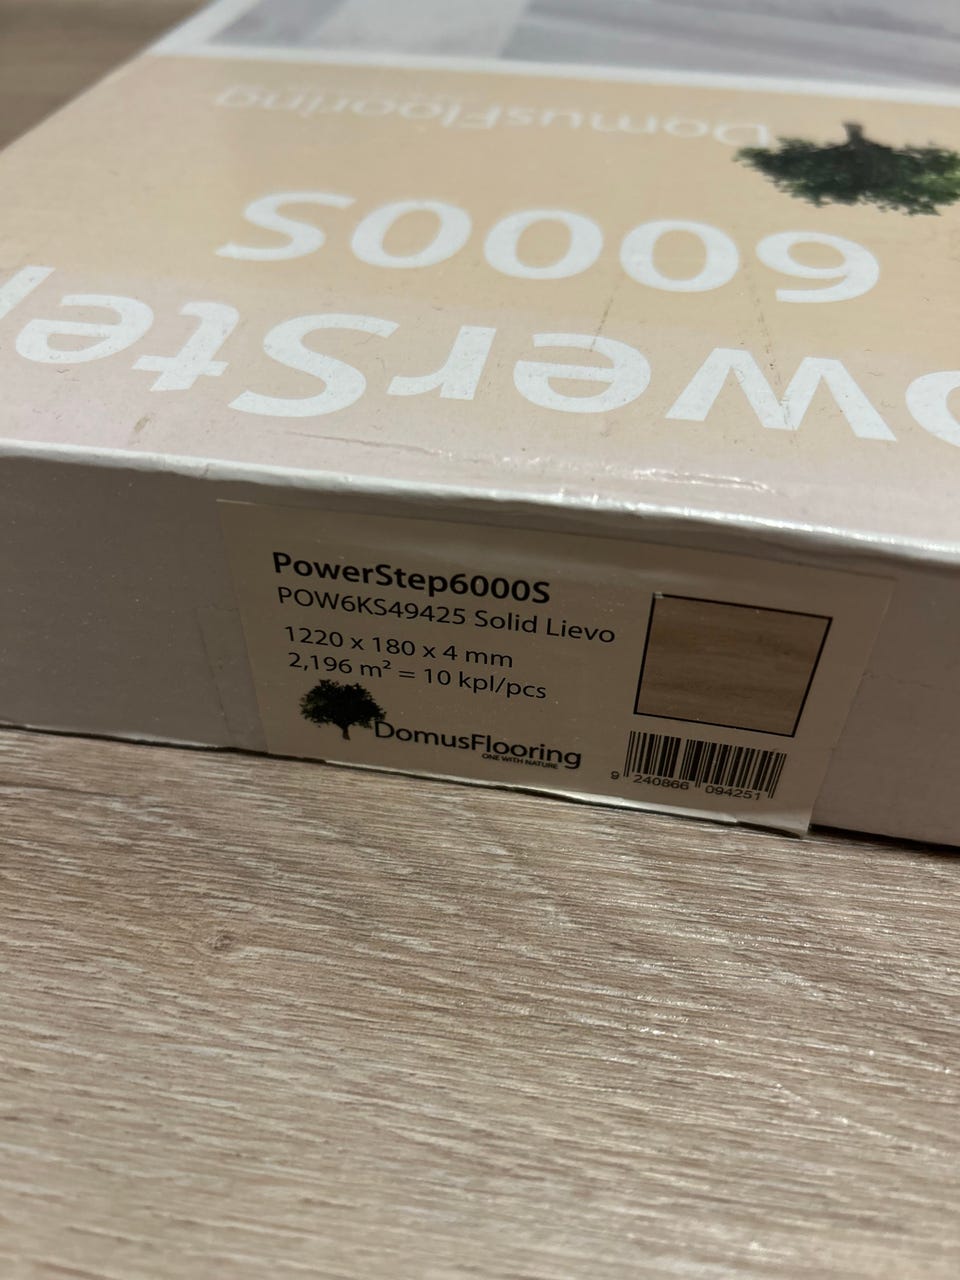 DomusFlooring
6000S
PowerStep
PowerStep6000S
POW6KS49425 Solid Lievo
1220 x 180 x 4 mm
2,196 m² = 10 kpl/pcs
DomusFlooring
ONE WITH NATURE
9 240866 094251